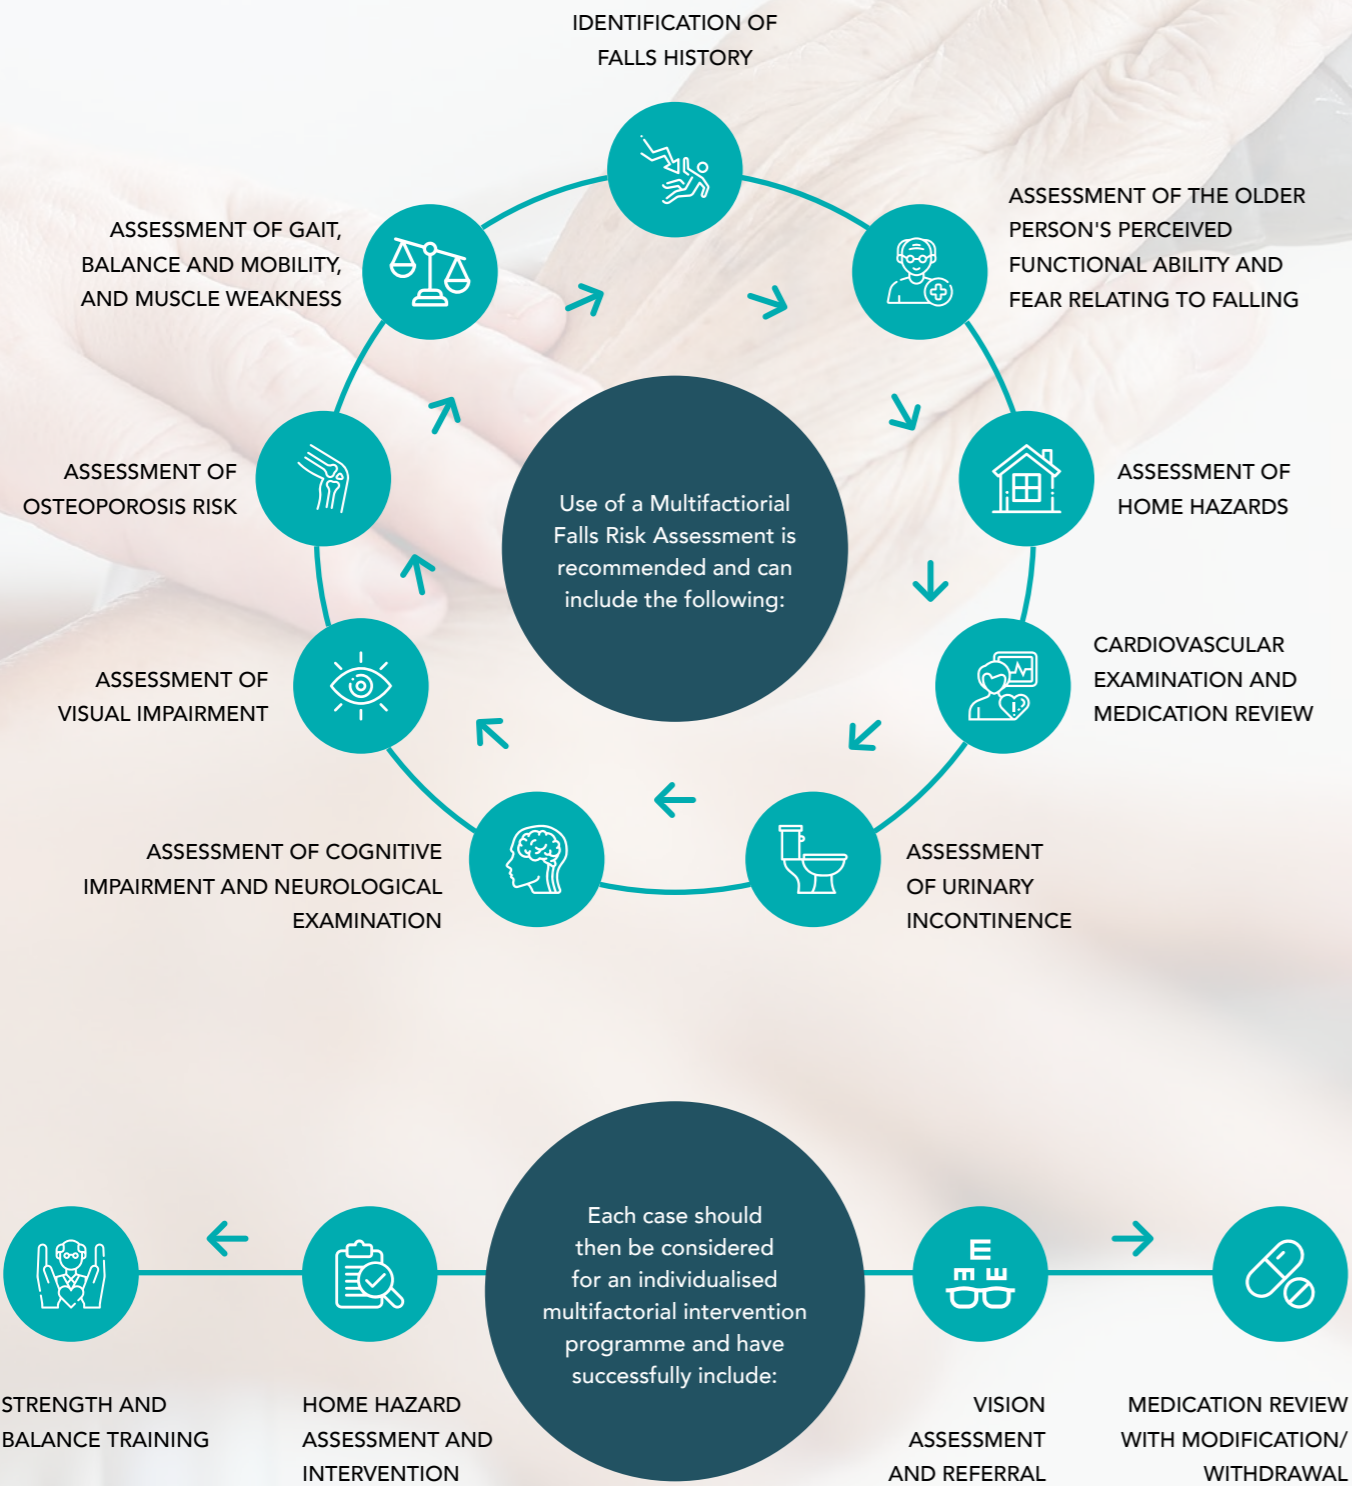 IDENTIFICATION OF
FALLS HISTORY
ASSESSMENT OF THE OLDER
PERSON'S PERCEIVED
FUNCTIONAL ABILITY AND
FEAR RELATING TO FALLING
ASSESSMENT OF
HOME HAZARDS
CARDIOVASCULAR
EXAMINATION AND
MEDICATION REVIEW
ASSESSMENT
OF URINARY
INCONTINENCE
ASSESSMENT OF COGNITIVE
IMPAIRMENT AND NEUROLOGICAL
EXAMINATION
ASSESSMENT OF
VISUAL IMPAIRMENT
ASSESSMENT OF
OSTEOPOROSIS RISK
ASSESSMENT OF GAIT,
BALANCE AND MOBILITY,
AND MUSCLE WEAKNESS
Use of a Multifactiorial
Falls Risk Assessment is
recommended and can
include the following:
Each case should
then be considered
for an individualised
multifactorial intervention
programme and have
successfully include:
STRENGTH AND
BALANCE TRAINING
HOME HAZARD
ASSESSMENT AND
INTERVENTION
VISION
ASSESSMENT
AND REFERRAL
MEDICATION REVIEW
WITH MODIFICATION/
WITHDRAWAL